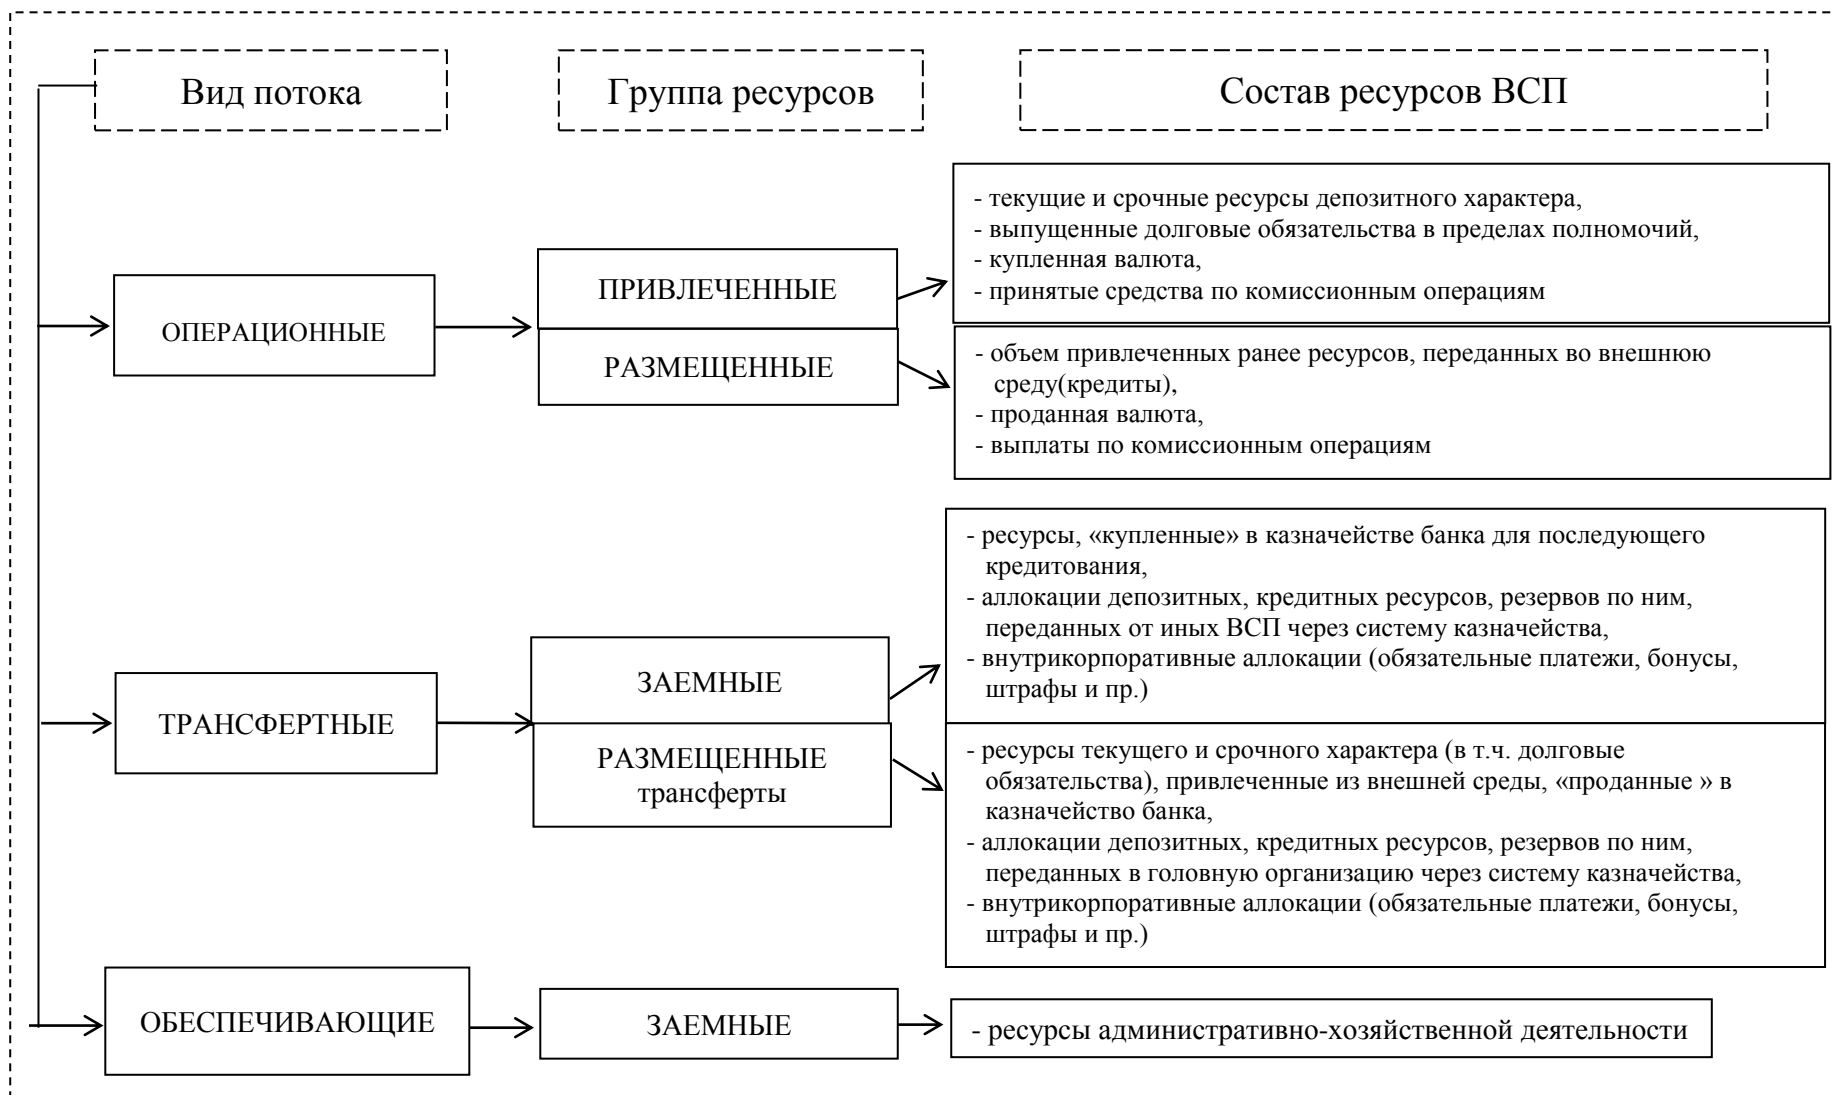 Вид потока
Группа ресурсов
Состав ресурсов ВСП
ОПЕРАЦИОННЫЕ
ПРИВЛЕЧЕННЫЕ
- текущие и срочные ресурсы депозитного характера,
- выпущенные долговые обязательства в пределах полномочий,
- купленная валюта,
- принятые средства по комиссионным операциям
РАЗМЕЩЕННЫЕ
- объем привлеченных ранее ресурсов, переданных во внешнюю
среду(кредиты),
- проданная валюта,
- выплаты по комиссионным операциям
ТРАНСФЕРТНЫЕ
ЗАЕМНЫЕ
- ресурсы, «купленные» в казначействе банка для последующего
кредитования,
- аллокации депозитных, кредитных ресурсов, резервов по ним,
переданных от иных ВСП через систему казначейства,
- внутрикорпоративные аллокации (обязательные платежи, бонусы,
штрафы и пр.)
РАЗМЕЩЕННЫЕ
трансферты
- ресурсы текущего и срочного характера (в т.ч. долговые
обязательства), привлеченные из внешней среды, «проданные » в
казначейство банка,
- аллокации депозитных, кредитных ресурсов, резервов по ним,
переданных в головную организацию через систему казначейства,
- внутрикорпоративные аллокации (обязательные платежи, бонусы,
штрафы и пр.)
ОБЕСПЕЧИВАЮЩИЕ
ЗАЕМНЫЕ
- ресурсы административно-хозяйственной деятельности